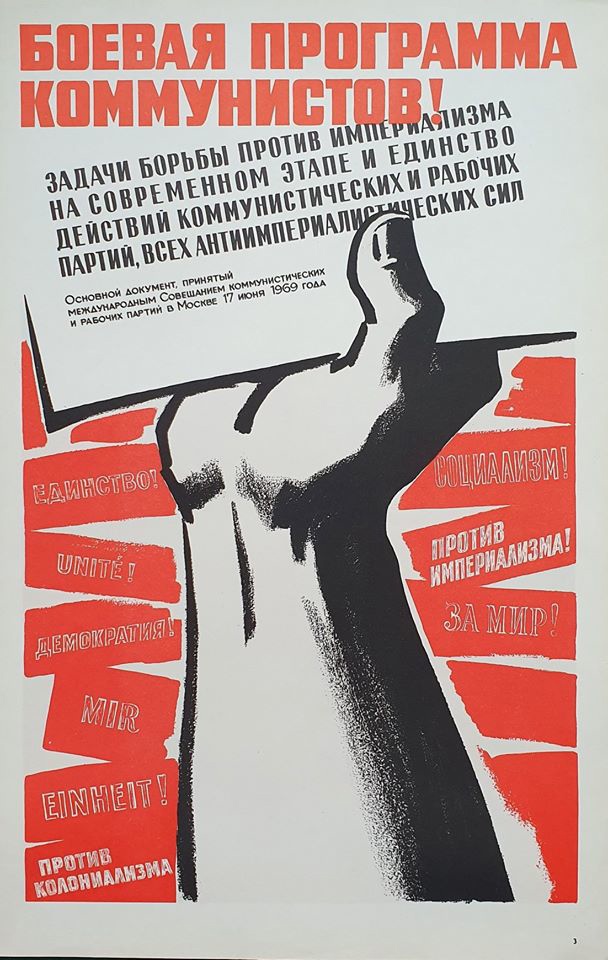 БОЕВАЯ ПРОГРАММА
КОММУНИСТОВ!
ЗАДАЧИ БОРЬБЫ ПРОТИВ ИМПЕРИАЛИЗМА
НА СОВРЕМЕННОМ ЭТАПЕ И ЕДИНСТВО
ДЕЙСТВИЙ КОММУНИСТИЧЕСКИХ И РАБОЧИХ
ПАРТИЙ, ВСЕХ АНТИИМПЕРИАЛИСТИЧЕСКИХ СИЛ
Основной документ, принятый
международным Совещанием коммунистических
и рабочих партий в Москве 17 июня 1969 года
ЕДИНСТВО!
UNITÉ!
ДЕМОКРАТИЯ!
MIR
EINHEIT!
ПРОТИВ
КОЛОНИАЛИЗМА
СОЦИАЛИЗМ!
ПРОТИВ
ИМПЕРИАЛИЗМА!
ЗА МИР!
3